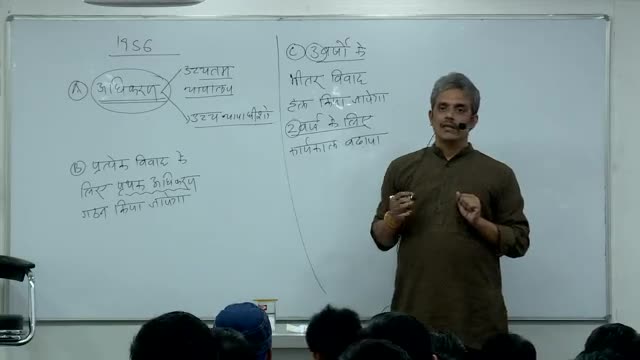 1956
Ⓐ अधिकरण
उच्चतम
न्यायालय
उच्च न्यायाधीशो
Ⓑ प्रत्येक विवाद के
लिए पृथक अधिकरण
गठन किया जायेगा
Ⓒ 3 वर्षो के
भीतर विवाद
हल किया जायेगा
2 वर्ष के लिए
कार्यकाल बढाया